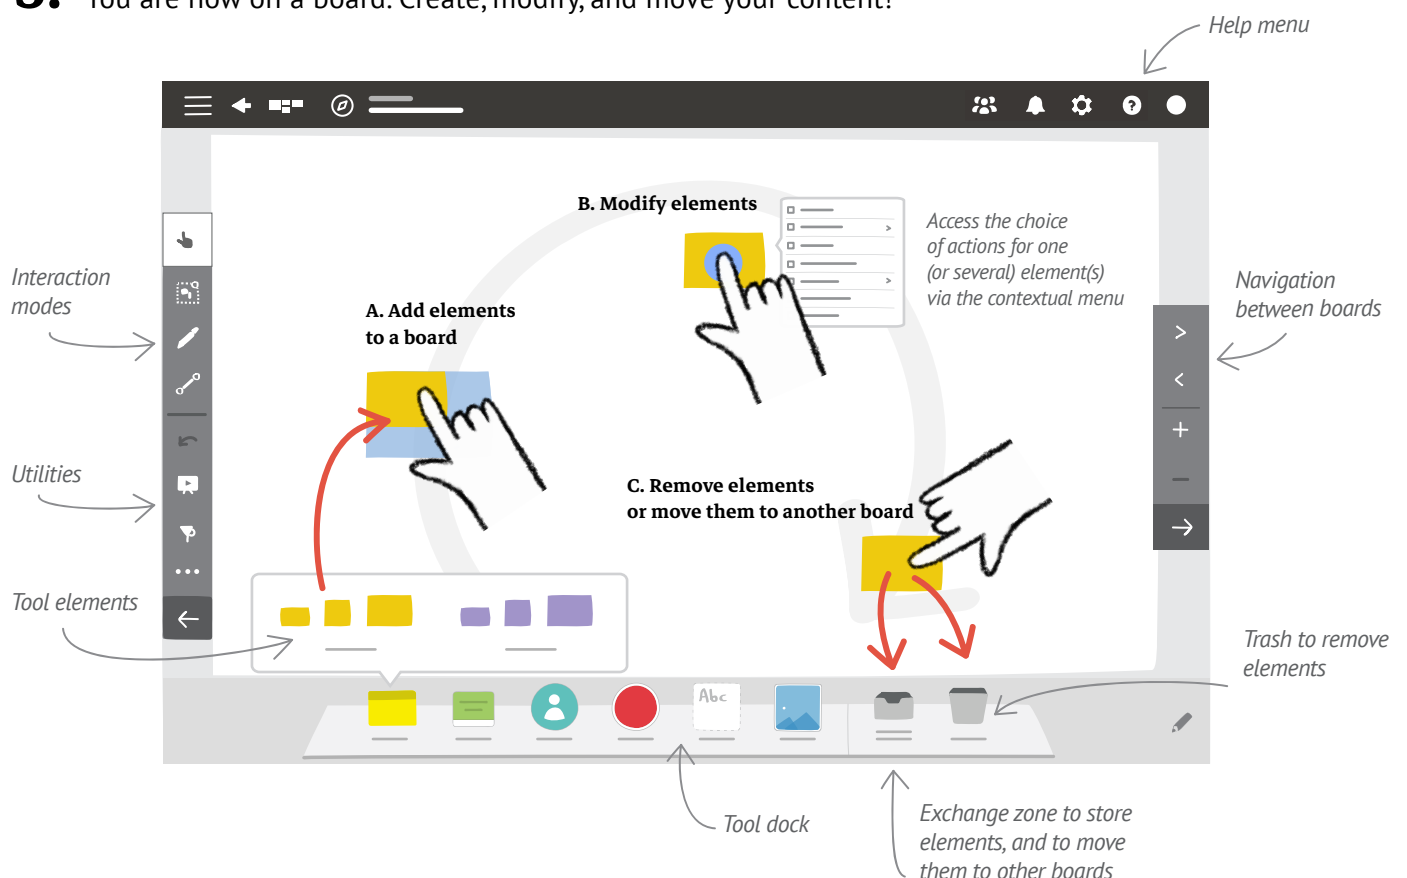 3. You are now on a board. Create, modify, and move your content!
Help menu
B. Modify elements
Access the choice
of actions for one
(or several) element(s)
via the contextual menu
Interaction
modes
Navigation
between boards
A. Add elements
to a board
Utilities
C. Remove elements
or move them to another board
Tool elements
Trash to remove
elements
Abc
Tool dock
Exchange zone to store
elements, and to move
them to other boards